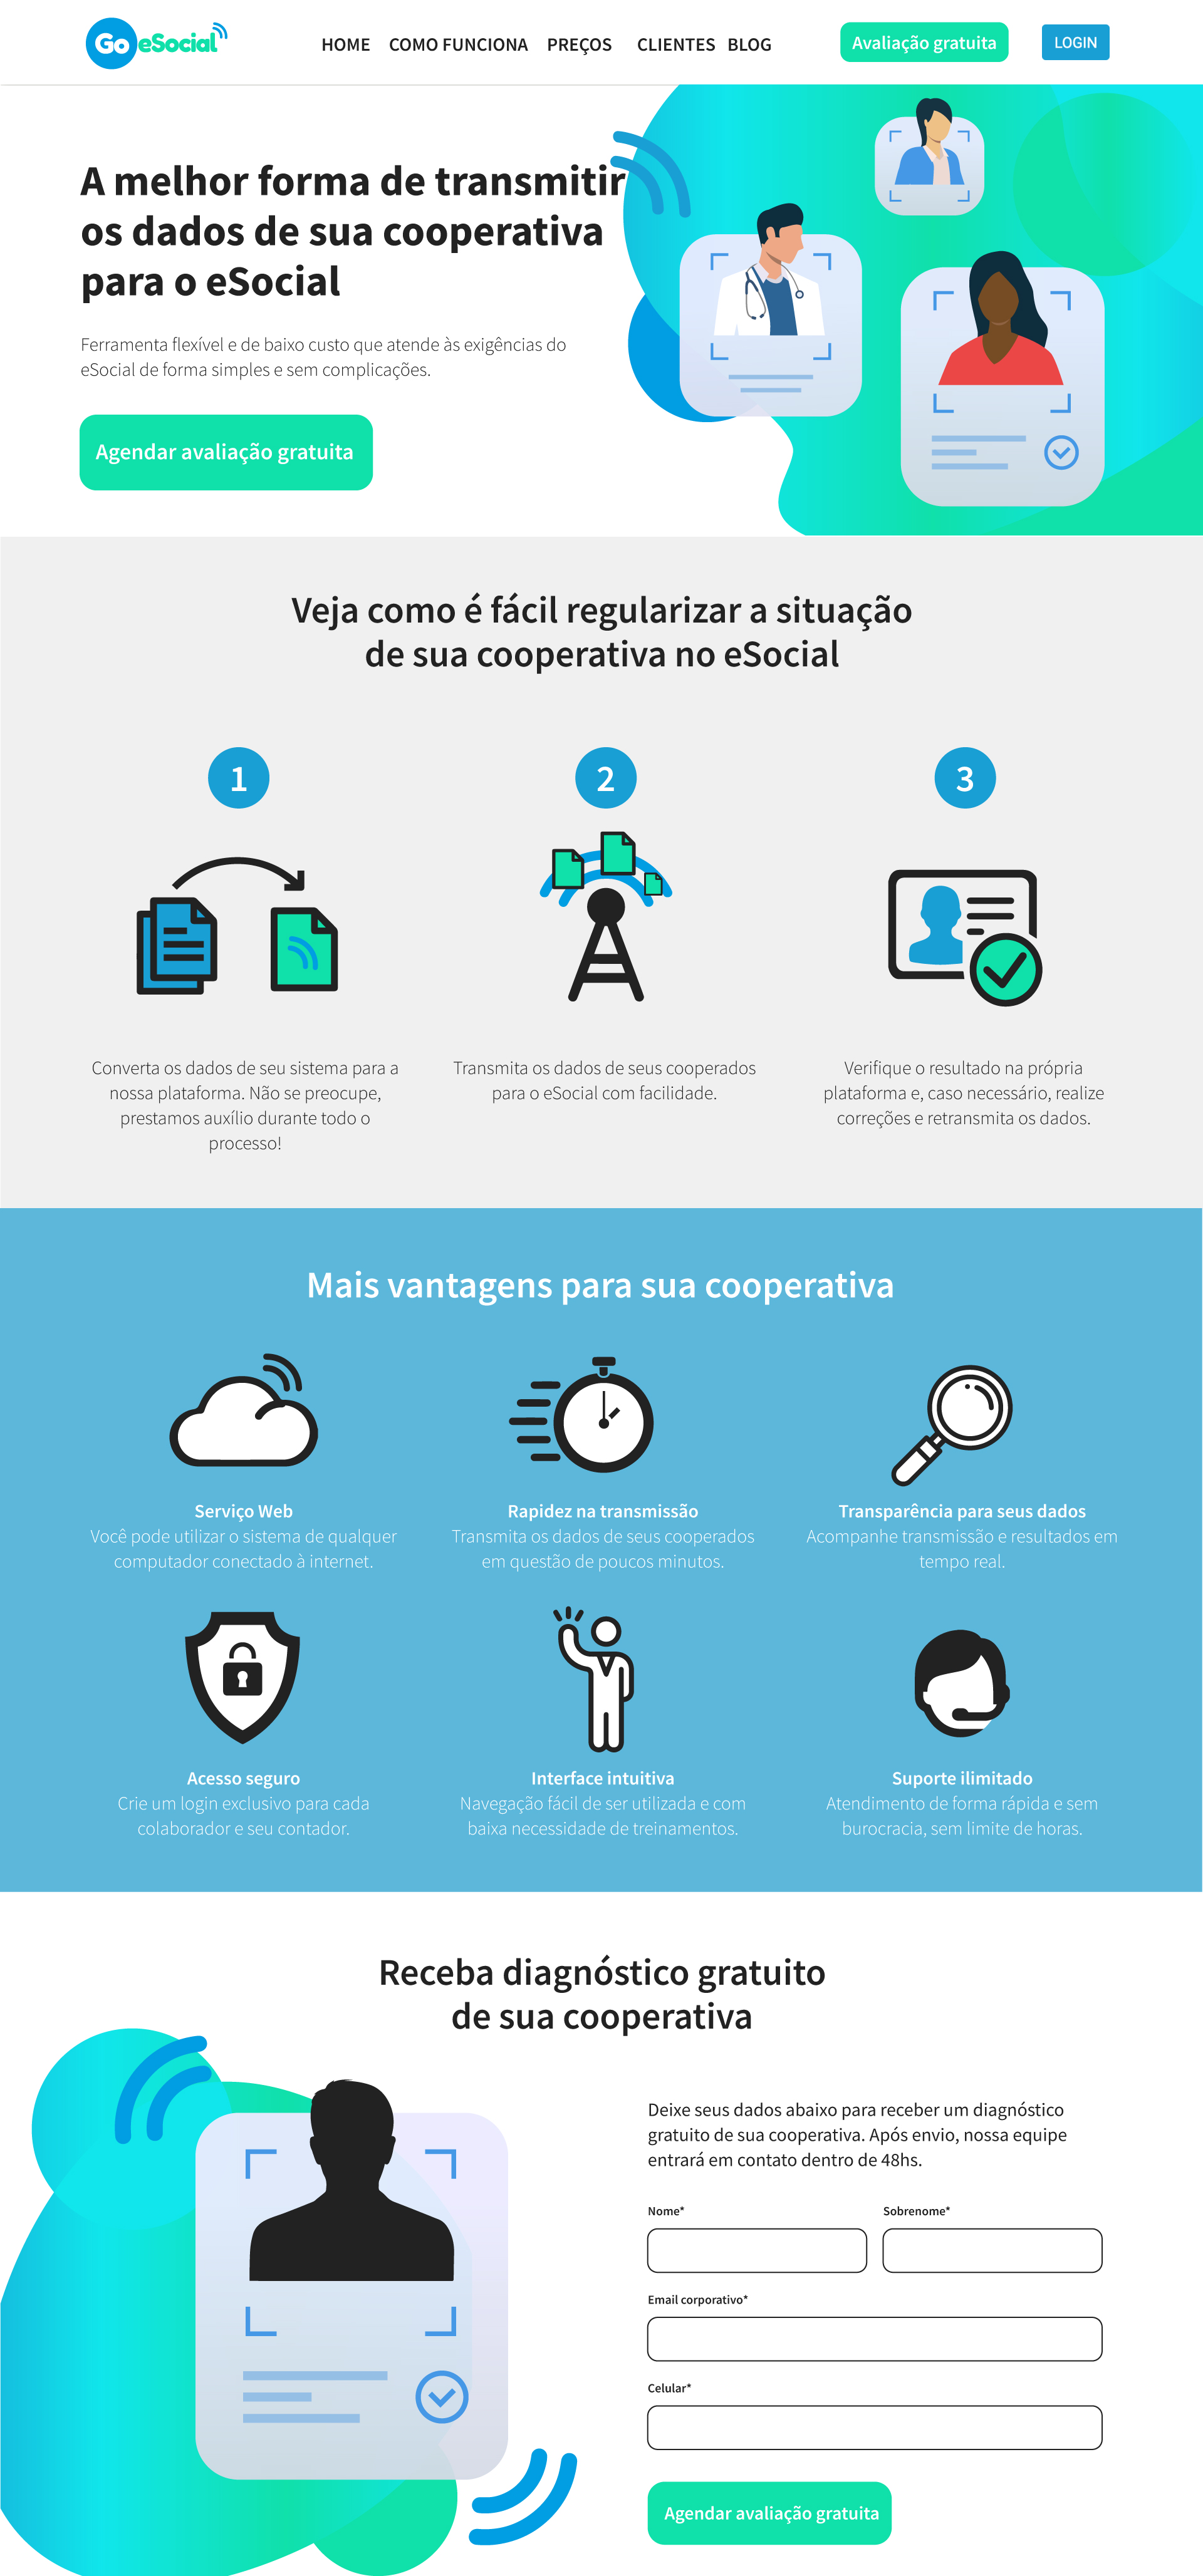 Go eSocial
HOME COMO FUNCIONA PREÇOS CLIENTES BLOG
Avaliação gratuita
LOGIN
A melhor forma de transmitir
os dados de sua cooperativa
para o eSocial
Ferramenta flexível e de baixo custo que atende às exigências do
eSocial de forma simples e sem complicações.
Agendar avaliação gratuita
Veja como é fácil regularizar a situação
de sua cooperativa no eSocial
1
Converta os dados de seu sistema para a
nossa plataforma. Não se preocupe,
prestamos auxílio durante todo o
processo!
2
Transmita os dados de seus cooperados
para o eSocial com facilidade.
3
Verifique o resultado na própria
plataforma e, caso necessário, realize
correções e retransmita os dados.
Mais vantagens para sua cooperativa
Serviço Web
Você pode utilizar o sistema de qualquer
computador conectado à internet.
Rapidez na transmissão
Transmita os dados de seus cooperados
em questão de poucos minutos.
Transparência para seus dados
Acompanhe transmissão e resultados em
tempo real.
Acesso seguro
Crie um login exclusivo para cada
colaborador e seu contador.
Interface intuitiva
Navegação fácil de ser utilizada e com
baixa necessidade de treinamentos.
Suporte ilimitado
Atendimento de forma rápida e sem
burocracia, sem limite de horas.
Receba diagnóstico gratuito
de sua cooperativa
Deixe seus dados abaixo para receber um diagnóstico
gratuito de sua cooperativa. Após envio, nossa equipe
entrará em contato dentro de 48hs.
Nome*
Sobrenome*
Email corporativo*
Celular*
Agendar avaliação gratuita